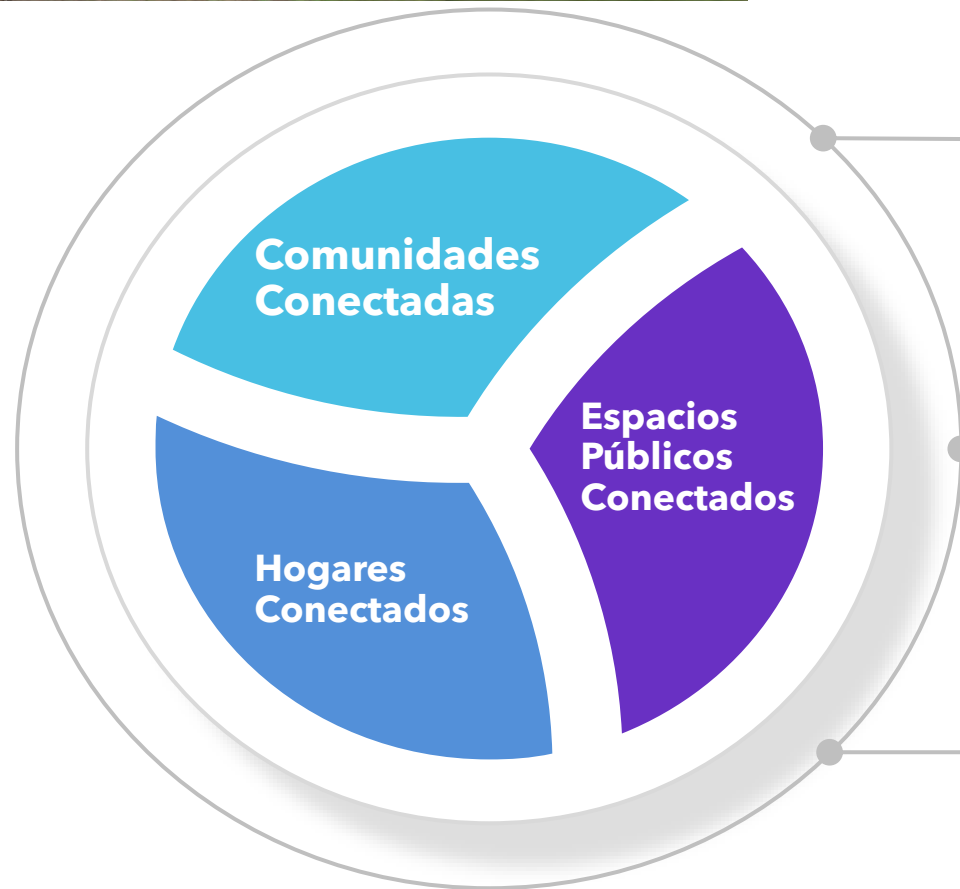 Comunidades
Conectadas
Espacios
Públicos
Conectados
Hogares
Conectados